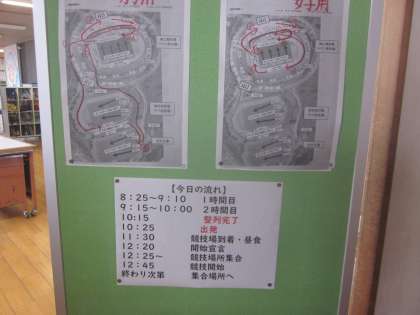 女子用
【今日の流れ】
8:25～9:10 1時間目
9:15～10:00 2時間目
10:15 整列完了
10:25 出発
11:30 競技場到着・昼食
12:20 開始宣言
12:25～ 競技場所集合
12:45 競技開始
終わり次第 集合場所へ